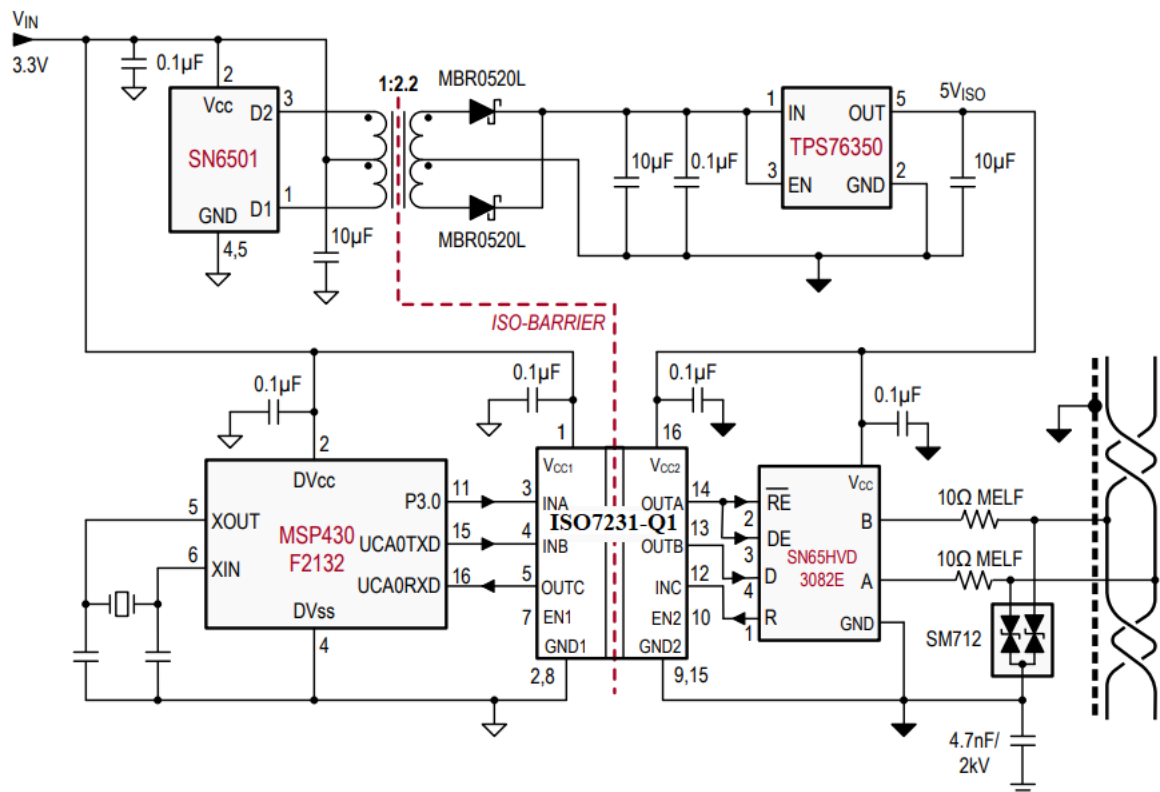 VIN
3.3V
0.1µF
2
Vcc
D2
3
SN6501
D1
1
GND
4,5
10µF
1:2.2
MBR0520L
MBR0520L
10µF
0.1µF
1
IN
OUT
5
TPS76350
3
EN
GND
2
5VISO
10µF
ISO-BARRIER
0.1µF
0.1µF
0.1µF
0.1µF
2
DVcc
5
XOUT
P3.0
11
MSP430
F2132
UCA0TXD
15
6
XIN
UCA0RXD
16
DVss
4
1
16
VCC1
VCC2
3
INA
OUTA
14
ISO7231-Q1
4
INB
OUTB
13
5
OUTC
INC
12
7
EN1
EN2
10
GND1
GND2
2,8
9,15
Vcc
RE
2
B
DE
3
SN65HVD
3082E
D
4
A
R
1
GND
10Ω MELF
10Ω MELF
SM712
4.7nF/
2kV